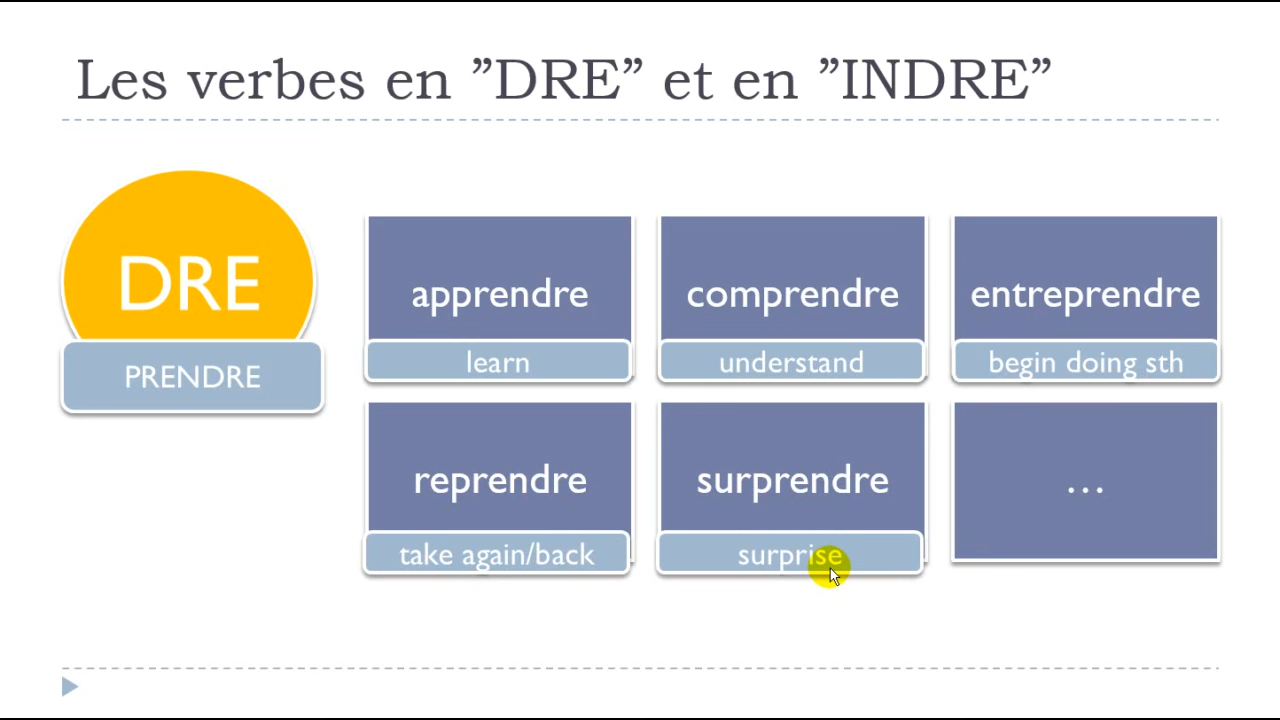 Les verbes en ”DRE” et en ”INDRE”
DRE
PRENDRE
apprendre
learn
comprendre
understand
entreprendre
begin doing sth
reprendre
take again/back
surprendre
surprise
…